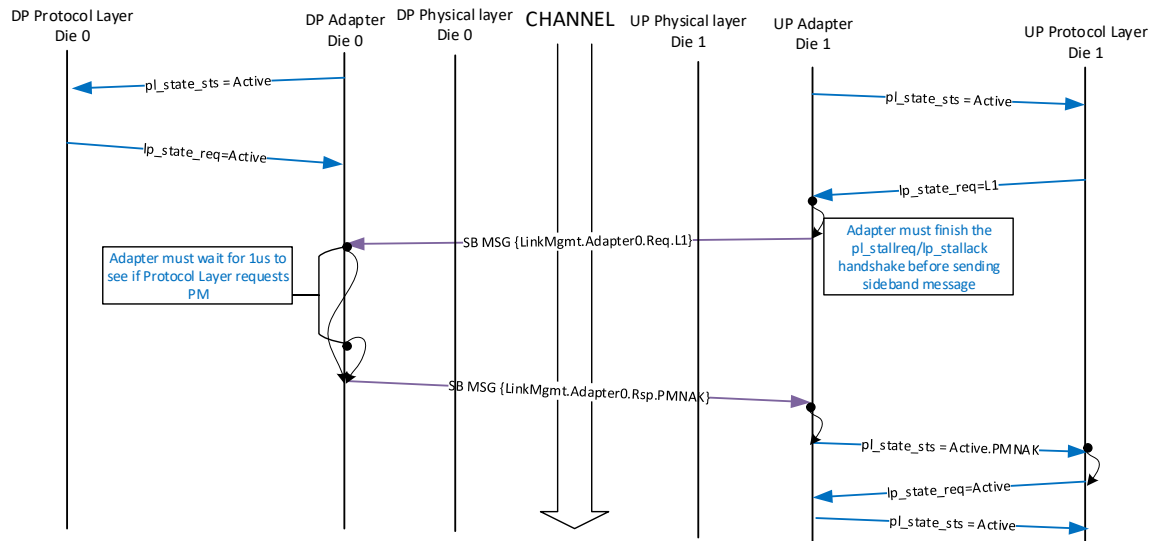 DP Protocol Layer
Die 0
DP Adapter
Die 0
DP Physical layer
Die 0
CHANNEL
UP Physical layer
Die 1
UP Adapter
Die 1
UP Protocol Layer
Die 1
pl_state_sts = Active
pl_state_sts = Active
lp_state_req=Active
lp_state_req=L1
SB MSG {LinkMgmt.Adapter0.Req.L1}
Adapter must finish the
pl_stallreq/lp_stallack
handshake before sending
sideband message
Adapter must wait for 1us to
see if Protocol Layer requests
PM
SB MSG {LinkMgmt.Adapter0.Rsp.PMNAK}
pl_state_sts = Active.PMNAK
lp_state_req=Active
pl_state_sts = Active